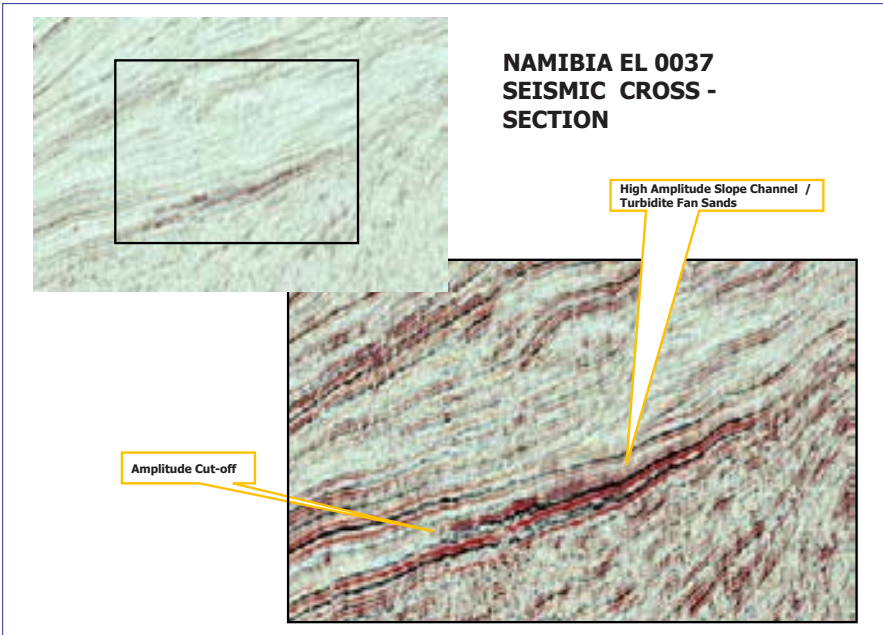 NAMIBIA EL 0037
SEISMIC CROSS -
SECTION
High Amplitude Slope Channel /
Turbidite Fan Sands
Amplitude Cut-off